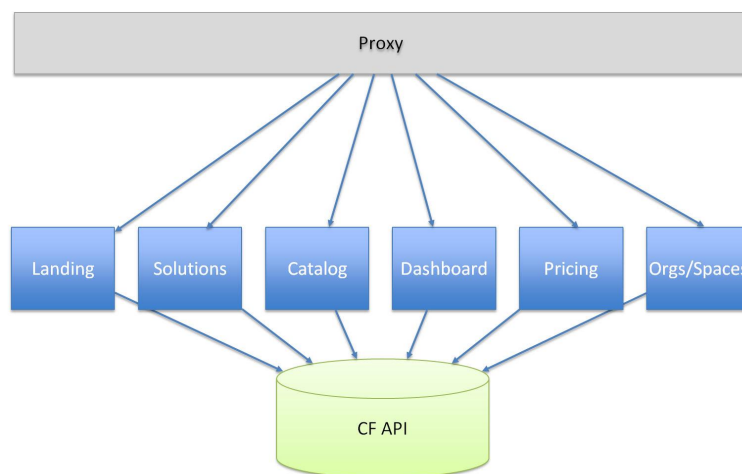 Proxy
Landing
Solutions
Catalog
Dashboard
Pricing
Orgs/Spaces
CF API